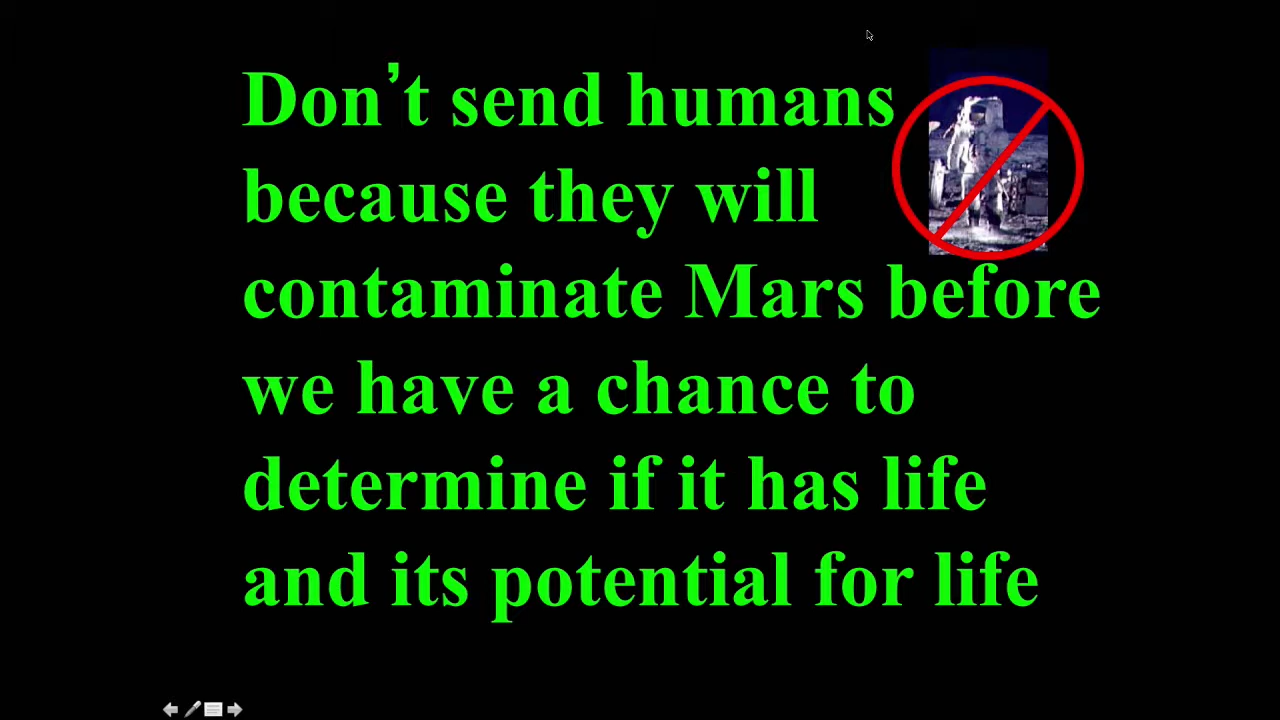 Don’t send humans
because they will
contaminate Mars before
we have a chance to
determine if it has life
and its potential for life